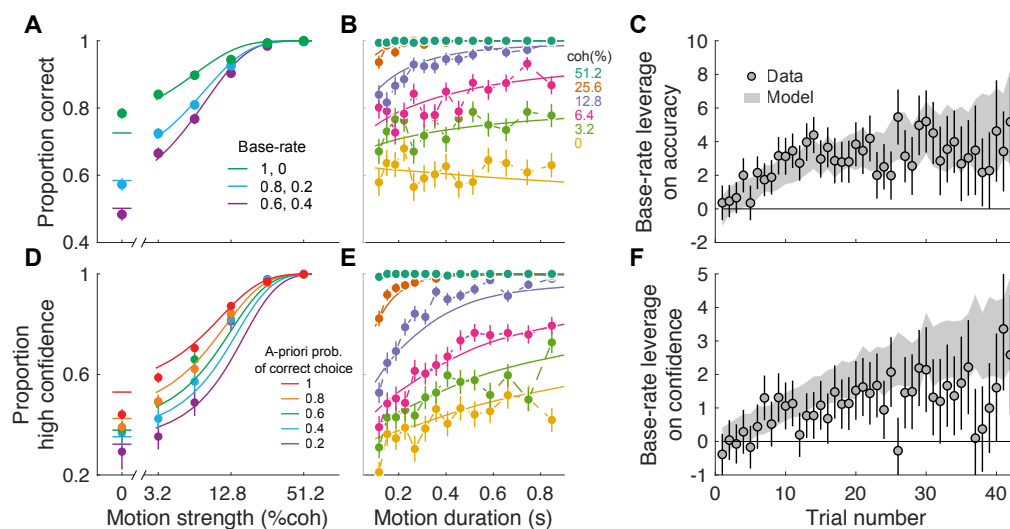 A
Proportion correct
1
0.8
0.6
0.4
Base-rate
1, 0
0.8, 0.2
0.6, 0.4
B
coh(%)
51.2
25.6
12.8
6.4
3.2
0
C
Base-rate leverage
on accuracy
10
8
6
4
2
0
-2
Data
Model
D
Proportion
high confidence
1
0.6
0.2
A-priori prob.
of correct choice
1
0.8
0.6
0.4
0.2
0
3.2
12.8
51.2
Motion strength (%coh)
E
0.2
0.4
0.6
0.8
Motion duration (s)
F
Base-rate leverage
on confidence
5
4
3
2
1
0
-1
0
10
20
30
40
Trial number